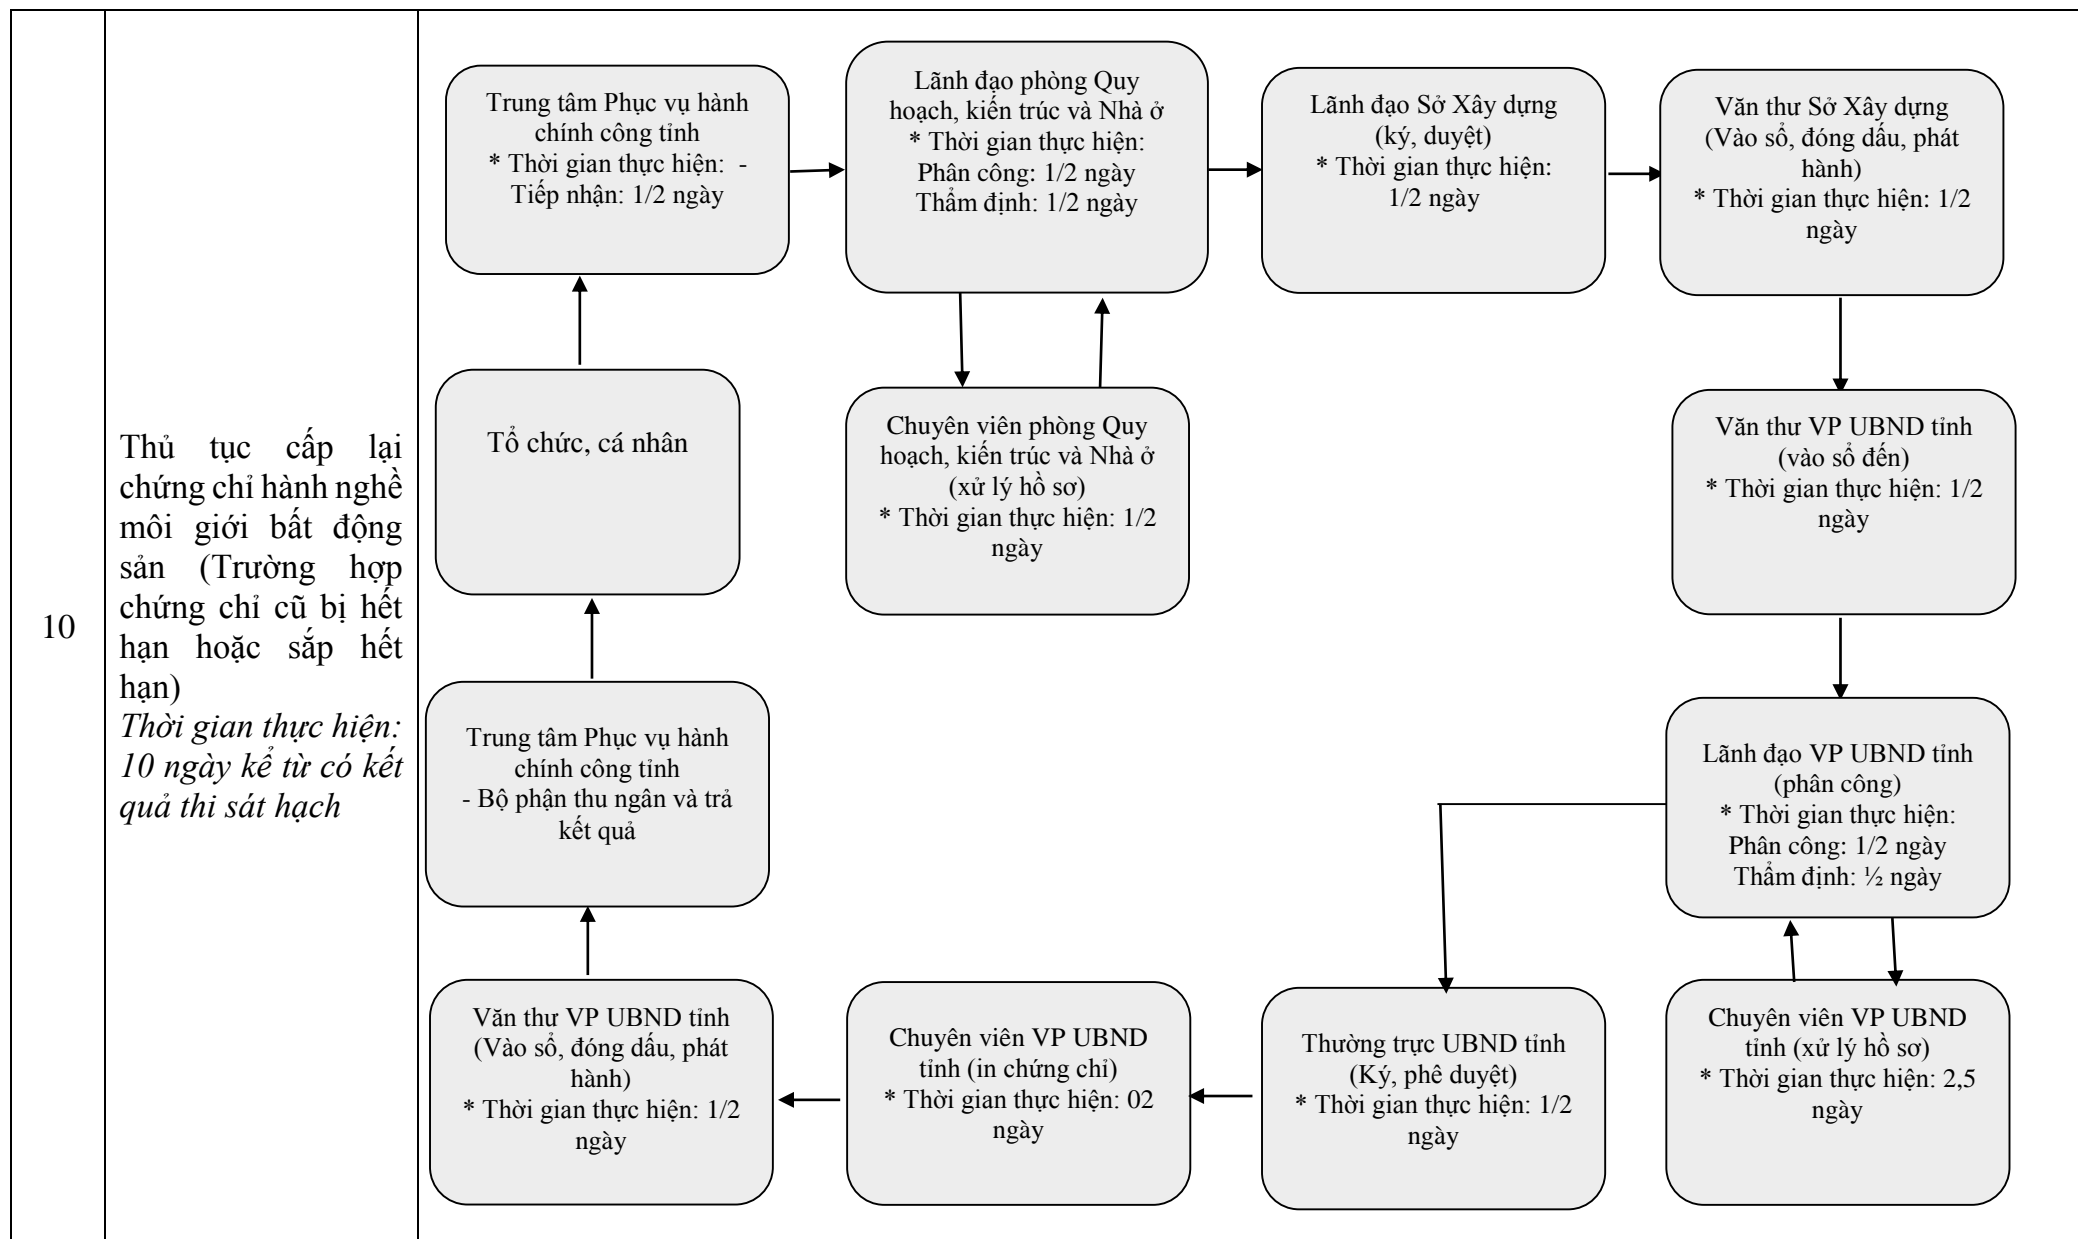 10
Thủ tục cấp lại
chứng chỉ hành nghề
môi giới bất động
sản (Trường hợp
chứng chỉ cũ bị hết
hạn hoặc sắp hết
hạn)
Thời gian thực hiện:
10 ngày kể từ có kết
quả thi sát hạch
Trung tâm Phục vụ hành
chính công tỉnh
* Thời gian thực hiện: -
Tiếp nhận: 1/2 ngày
Lãnh đạo phòng Quy
hoạch, kiến trúc và Nhà ở
* Thời gian thực hiện:
Phân công: 1/2 ngày
Thẩm định: 1/2 ngày
Lãnh đạo Sở Xây dựng
(ký, duyệt)
* Thời gian thực hiện:
1/2 ngày
Văn thư Sở Xây dựng
(Vào sổ, đóng dấu, phát
hành)
* Thời gian thực hiện: 1/2
ngày
Tổ chức, cá nhân
Chuyên viên phòng Quy
hoạch, kiến trúc và Nhà ở
(xử lý hồ sơ)
* Thời gian thực hiện: 1/2
ngày
Văn thư VP UBND tỉnh
(vào sổ đến)
* Thời gian thực hiện: 1/2
ngày
Trung tâm Phục vụ hành
chính công tỉnh
- Bộ phận thu ngân và trả
kết quả
Lãnh đạo VP UBND tỉnh
(phân công)
* Thời gian thực hiện:
Phân công: 1/2 ngày
Thẩm định: ½ ngày
Văn thư VP UBND tỉnh
(Vào sổ, đóng dấu, phát
hành)
* Thời gian thực hiện: 1/2
ngày
Chuyên viên VP UBND
tỉnh (in chứng chỉ)
* Thời gian thực hiện: 02
ngày
Thường trực UBND tỉnh
(Ký, phê duyệt)
* Thời gian thực hiện: 1/2
ngày
Chuyên viên VP UBND
tỉnh (xử lý hồ sơ)
* Thời gian thực hiện: 2,5
ngày